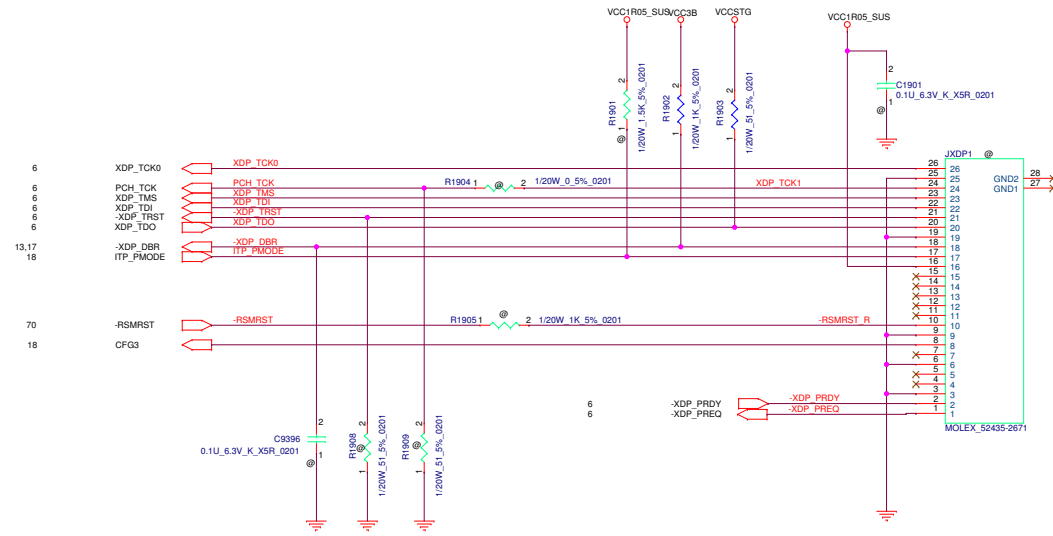 VCC1R05_SUS
VCC3B
VCCSTG
VCC1R05_SUS
2
R1901
1/20W_1.5K_5%_0201
1
@
2
R1902
1/20W_1K_5%_0201
1
2
R1903
1/20W_51_5%_0201
1
2
C1901
0.1U_6.3V_K_X5R_0201
@
1
JXDP1 @
6 XDP_TCK0 XDP_TCK0 26 26
25 25
6 PCH_TCK PCH_TCK R1904 1 @ 2 1/20W_0_5%_0201 XDP_TCK1 24 24
6 XDP_TMS XDP_TMS 23 23
6 XDP_TDI XDP_TDI 22 22
6 -XDP_TRST -XDP_TRST 21 21
6 XDP_TDO XDP_TDO 20 20
19 19
13,17 -XDP_DBR -XDP_DBR 18 18
18 ITP_PMODE ITP_PMODE 17 17
16 16
15 15
14 14
13 13
12 12
11 11
70 -RSMRST -RSMRST R1905 1 @ 2 1/20W_1K_5%_0201 -RSMRST_R 10 10
9 9
18 CFG3 8 8
7 7
6 6
5 5
4 4
3 3
6 -XDP_PRDY -XDP_PRDY 2 2
6 -XDP_PREQ -XDP_PREQ 1 1
GND2 28
GND1 27
MOLEX_52435-2671
2
C9396
0.1U_6.3V_K_X5R_0201
1
@
2
R1908
@
1/20W_51_5%_0201
1
2
R1909
@
1/20W_51_5%_0201
1